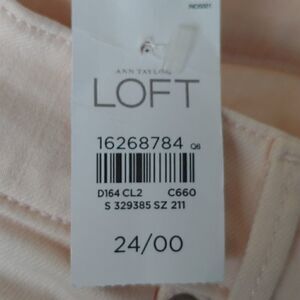 ANN TAYLOR
LOFT
16268784 Q6
D164 CL2 C660
S 329385 SZ 211
24/00